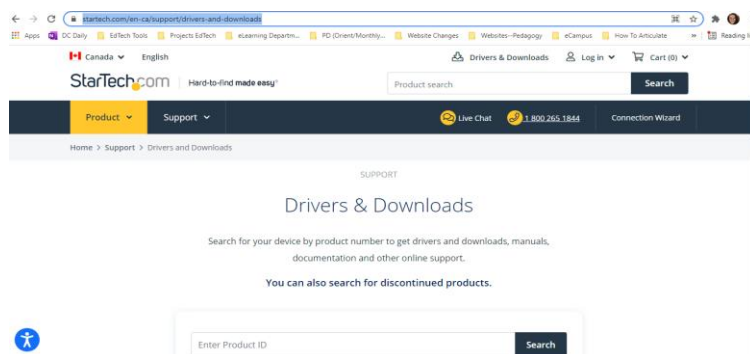 startech.com/en-ca/support/drivers-and-downloads
Apps DC Daily EdTech Tools Projects EdTech eLearning Departm... PD (Orient/Monthly... Website Changes Websites--Pedagogy eCampus How To Articulate » Reading li
Canada English Drivers & Downloads Log in Cart (0)
StarTech.com Hard-to-find made easy® Product search Search
Product Support Live Chat 1 800 265 1844 Connection Wizard
Home > Support > Drivers and Downloads
SUPPORT
Drivers & Downloads
Search for your device by product number to get drivers and downloads, manuals,
documentation and other online support.
You can also search for discontinued products.
Enter Product ID Search